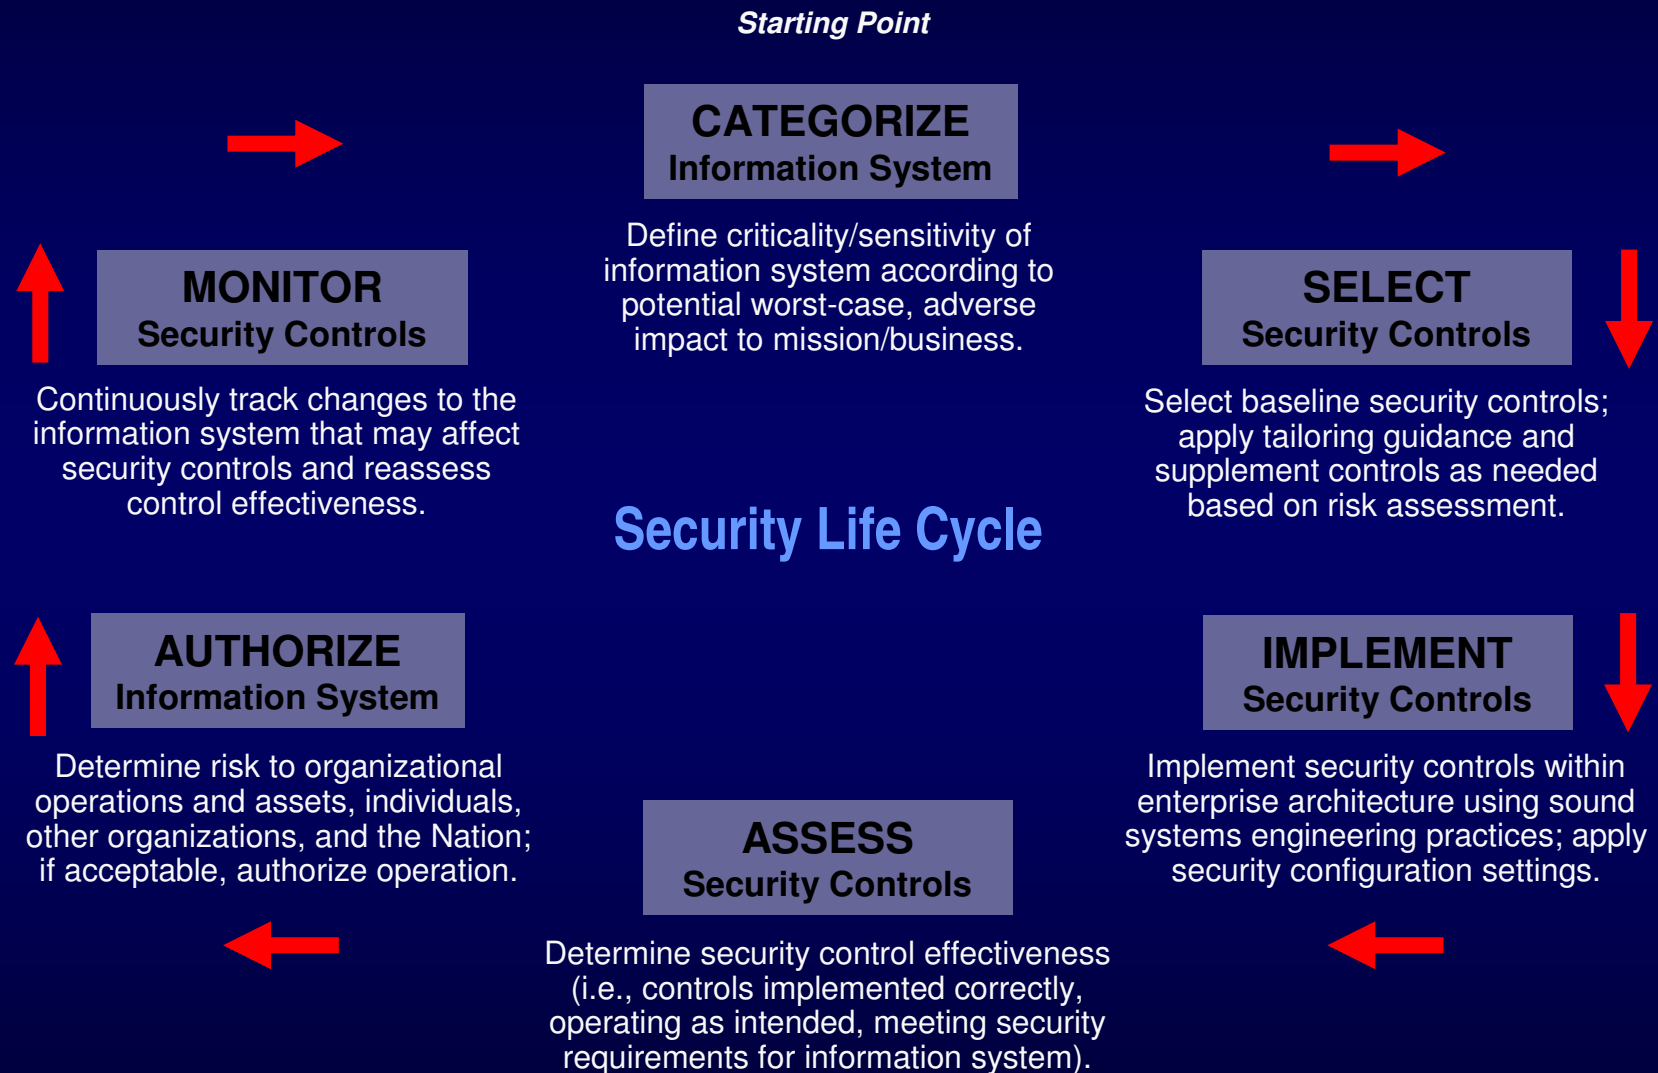 Starting Point
CATEGORIZE
Information System
Define criticality/sensitivity of
information system according to
potential worst-case, adverse
impact to mission/business.
MONITOR
Security Controls
Continuously track changes to the
information system that may affect
security controls and reassess
control effectiveness.
SELECT
Security Controls
Select baseline security controls;
apply tailoring guidance and
supplement controls as needed
based on risk assessment.
Security Life Cycle
AUTHORIZE
Information System
Determine risk to organizational
operations and assets, individuals,
other organizations, and the Nation;
if acceptable, authorize operation.
IMPLEMENT
Security Controls
Implement security controls within
enterprise architecture using sound
systems engineering practices; apply
security configuration settings.
ASSESS
Security Controls
Determine security control effectiveness
(i.e., controls implemented correctly,
operating as intended, meeting security
requirements for information system).